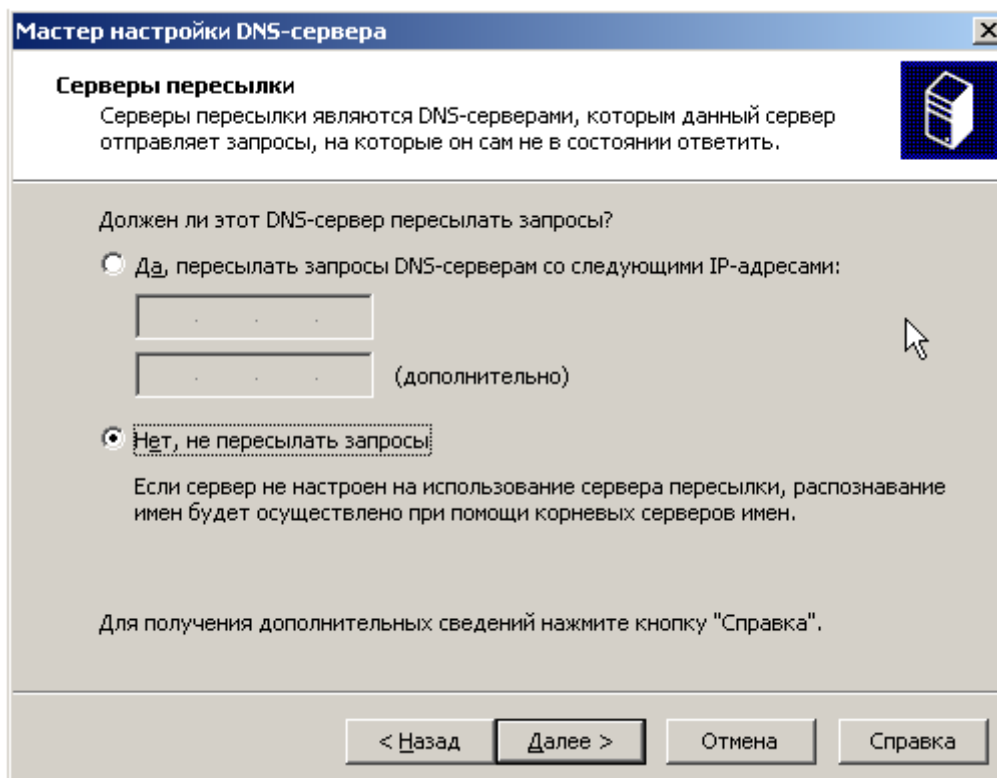 Мастер настройки DNS-сервера
Серверы пересылки
Серверы пересылки являются DNS-серверами, которым данный сервер
отправляет запросы, на которые он сам не в состоянии ответить.
Должен ли этот DNS-сервер пересылать запросы?
Да, пересылать запросы DNS-серверам со следующими IP-адресами:
. . .
. . . (дополнительно)
Нет, не пересылать запросы
Если сервер не настроен на использование сервера пересылки, распознавание
имен будет осуществлено при помощи корневых серверов имен.
Для получения дополнительных сведений нажмите кнопку "Справка".
< Назад Далее > Отмена Справка